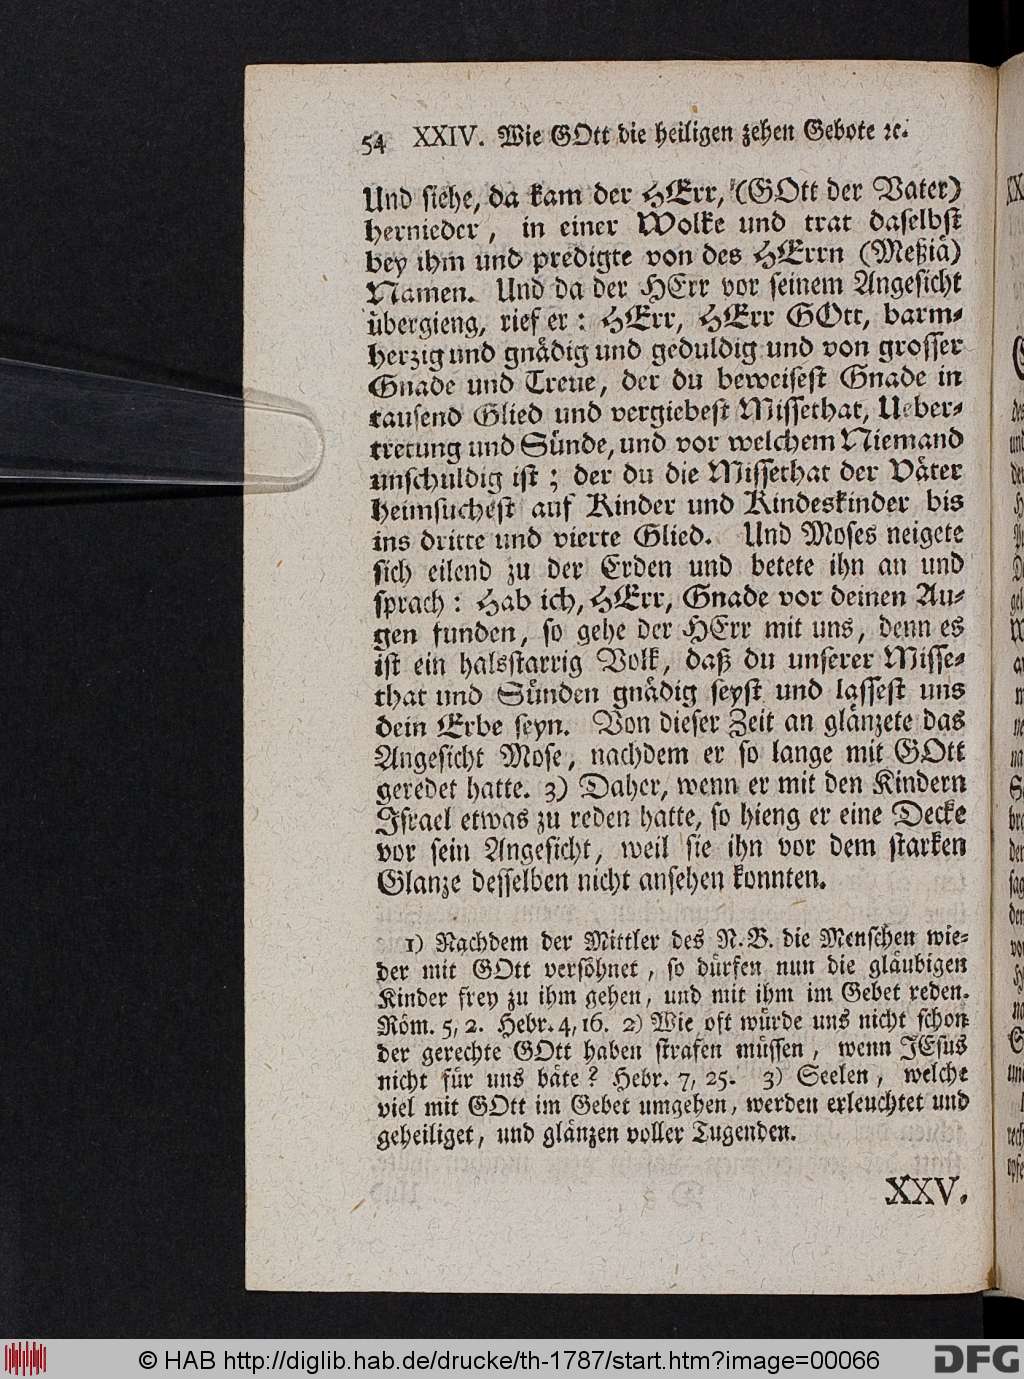 54 XXIV. Wie GOtt die heiligen zehen Gebote ꝛc.
Und siehe, da kam der HErr, (GOtt der Vater)
hernieder, in einer Wolke und trat daselbst
bey ihm und predigte von des HErrn (Meßiä)
Namen. Und da der HErr vor seinem Angesicht
übergieng, rief er: HErr, HErr GOtt, barm-
herzig und gnädig und geduldig und von grosser
Gnade und Treue, der du beweisest Gnade in
tausend Glied und vergiebest Missethat, Ueber-
tretung und Sünde, und vor welchem Niemand
unschuldig ist; der du die Missethat der Väter
heimsuchest auf Kinder und Kindeskinder bis
ins dritte und vierte Glied. Und Moses neigete
sich eilend zu der Erden und betete ihn an und
sprach: Hab ich, HErr, Gnade vor deinen Au-
gen funden, so gehe der HErr mit uns, denn es
ist ein halsstarrig Volk, daß du unserer Misse-
that und Sünden gnädig seyst und lassest uns
dein Erbe seyn. Von dieser Zeit an glänzete das
Angesicht Mose, nachdem er so lange mit GOtt
geredet hatte. 3) Daher, wenn er mit den Kindern
Israel etwas zu reden hatte, so hieng er eine Decke
vor sein Angesicht, weil sie ihn vor dem starken
Glanze desselben nicht ansehen konnten.
1) Nachdem der Mittler des N. B. die Menschen wie-
der mit GOtt versöhnet, so dürfen nun die gläubigen
Kinder frey zu ihm gehen, und mit ihm im Gebet reden.
Röm. 5, 2. Hebr. 4, 16. 2) Wie oft würde uns nicht schon
der gerechte GOtt haben strafen müssen, wenn JEsus
nicht für uns bäte? Hebr. 7, 25. 3) Seelen, welche
viel mit GOtt im Gebet umgehen, werden erleuchtet und
geheiliget, und glänzen voller Tugenden.
XXV.
© HAB http://diglib.hab.de/drucke/th-1787/start.htm?image=00066
DFG